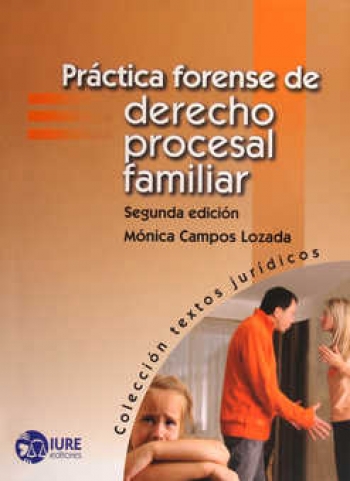 Práctica forense de
derecho
procesal
familiar
Segunda edición
Mónica Campos Lozada
Colección textos jurídicos
IURE
editores